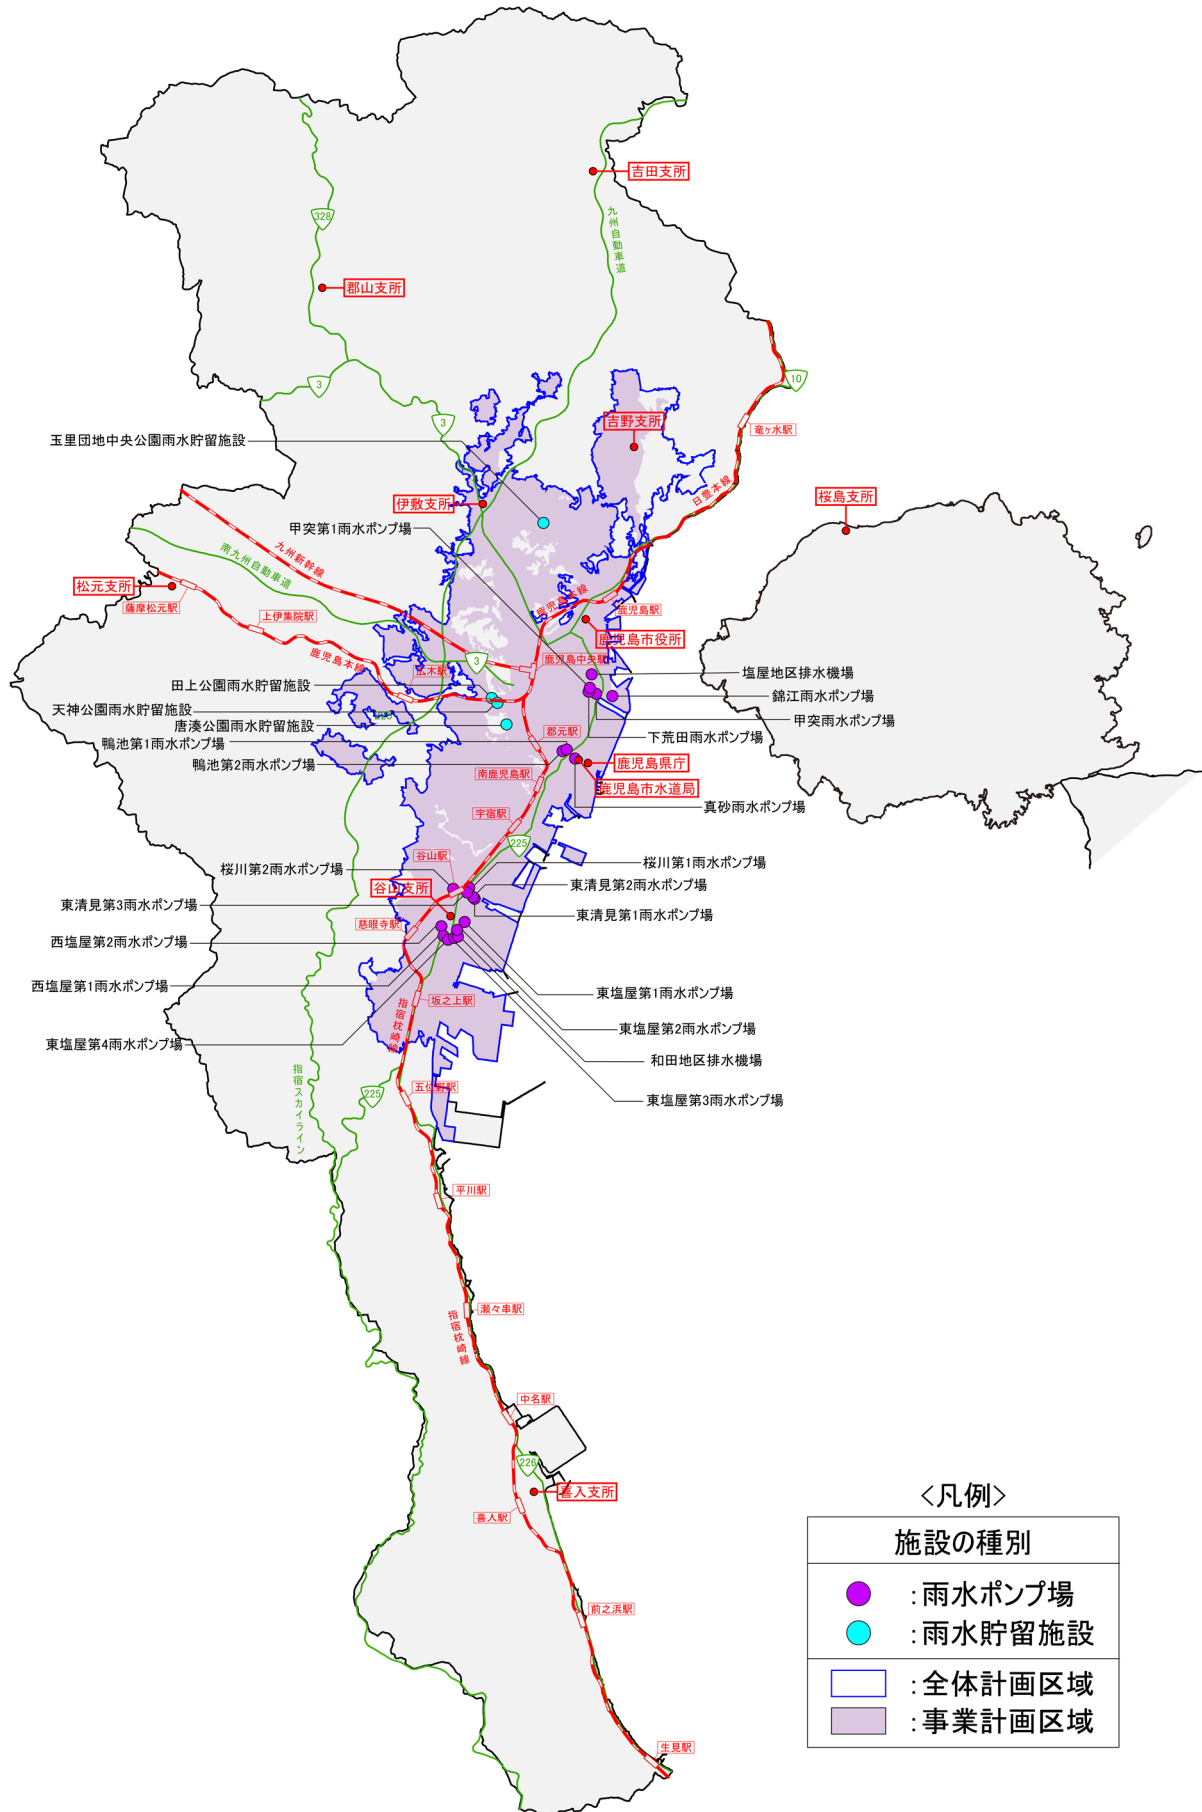 吉田支所
九州自動車道
328
郡山支所
3
10
3
吉野支所
竜ヶ水駅
玉里団地中央公園雨水貯留施設
日豊本線
桜島支所
伊敷支所
甲突第1雨水ポンプ場
九州新幹線
南九州自動車道
松元支所
薩摩松元駅
上伊集院駅
鹿児島本線
鹿児島本線
鹿児島駅
鹿児島市役所
3
鹿児島中央駅
広木駅
塩屋地区排水機場
田上公園雨水貯留施設
錦江雨水ポンプ場
天神公園雨水貯留施設
甲突雨水ポンプ場
唐湊公園雨水貯留施設
下荒田雨水ポンプ場
鴨池第1雨水ポンプ場
郡元駅
鴨池第2雨水ポンプ場
鹿児島県庁
南鹿児島駅
鹿児島市水道局
真砂雨水ポンプ場
宇宿駅
225
谷山駅
桜川第1雨水ポンプ場
桜川第2雨水ポンプ場
谷山支所
東清見第2雨水ポンプ場
東清見第3雨水ポンプ場
東清見第1雨水ポンプ場
慈眼寺駅
西塩屋第2雨水ポンプ場
西塩屋第1雨水ポンプ場
東塩屋第1雨水ポンプ場
坂之上駅
指宿枕崎線
東塩屋第2雨水ポンプ場
東塩屋第4雨水ポンプ場
和田地区排水機場
指宿スカイライン
225
五位野駅
東塩屋第3雨水ポンプ場
平川駅
瀬々串駅
指宿枕崎線
中名駅
226
喜入支所
喜入駅
前之浜駅
生見駅
<凡例>
施設の種別
:雨水ポンプ場
:雨水貯留施設
:全体計画区域
:事業計画区域